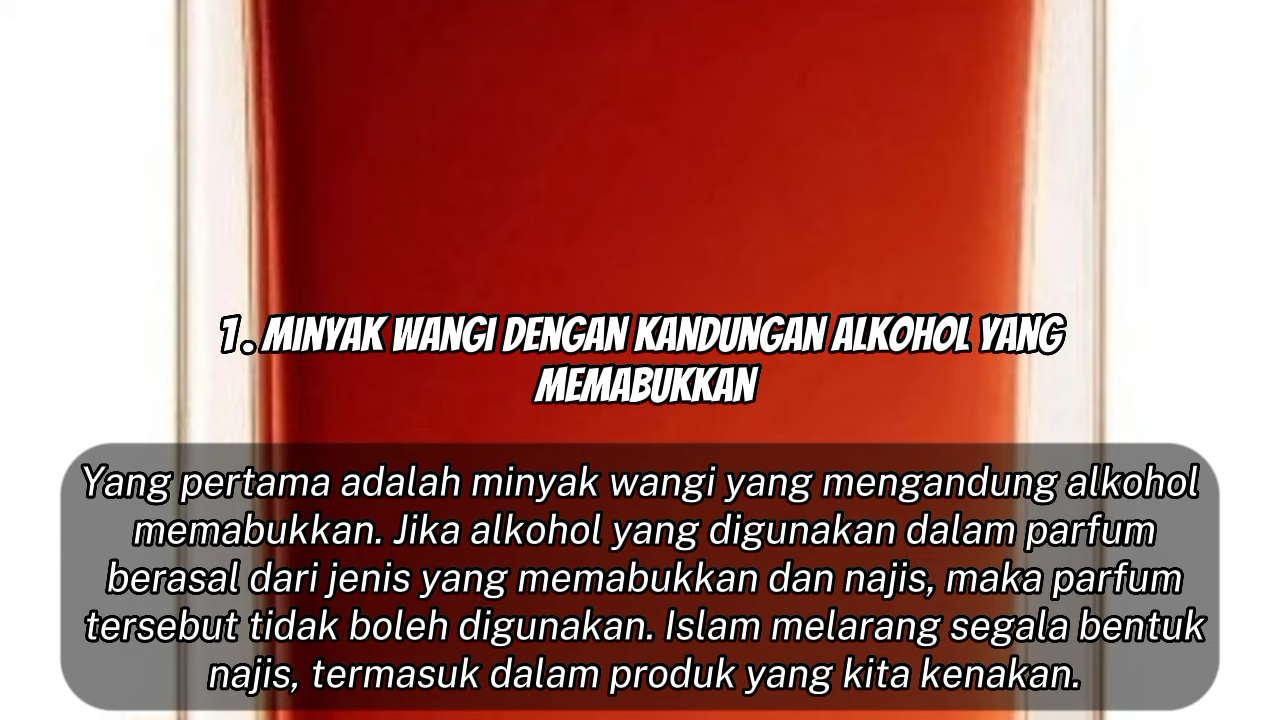 1. MINYAK WANGI DENGAN KANDUNGAN ALKOHOL YANG
MEMABUKKAN
Yang pertama adalah minyak wangi yang mengandung alkohol
memabukkan. Jika alkohol yang digunakan dalam parfum
berasal dari jenis yang memabukkan dan najis, maka parfum
tersebut tidak boleh digunakan. Islam melarang segala bentuk
najis, termasuk dalam produk yang kita kenakan.